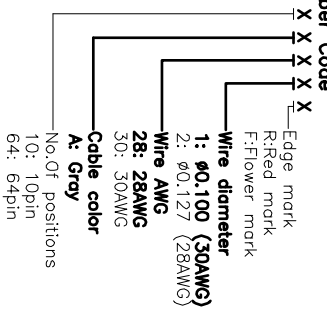 ber Code
X X X X X
Edge mark
R:Red mark
F:Flower mark
Wire diameter
1: ø0.100 (30AWG)
2: ø0.127 (28AWG)
Wire AWG
28: 28AWG
30: 30AWG
Cable color
A: Gray
No.Of positions
10: 10pin
64: 64pin